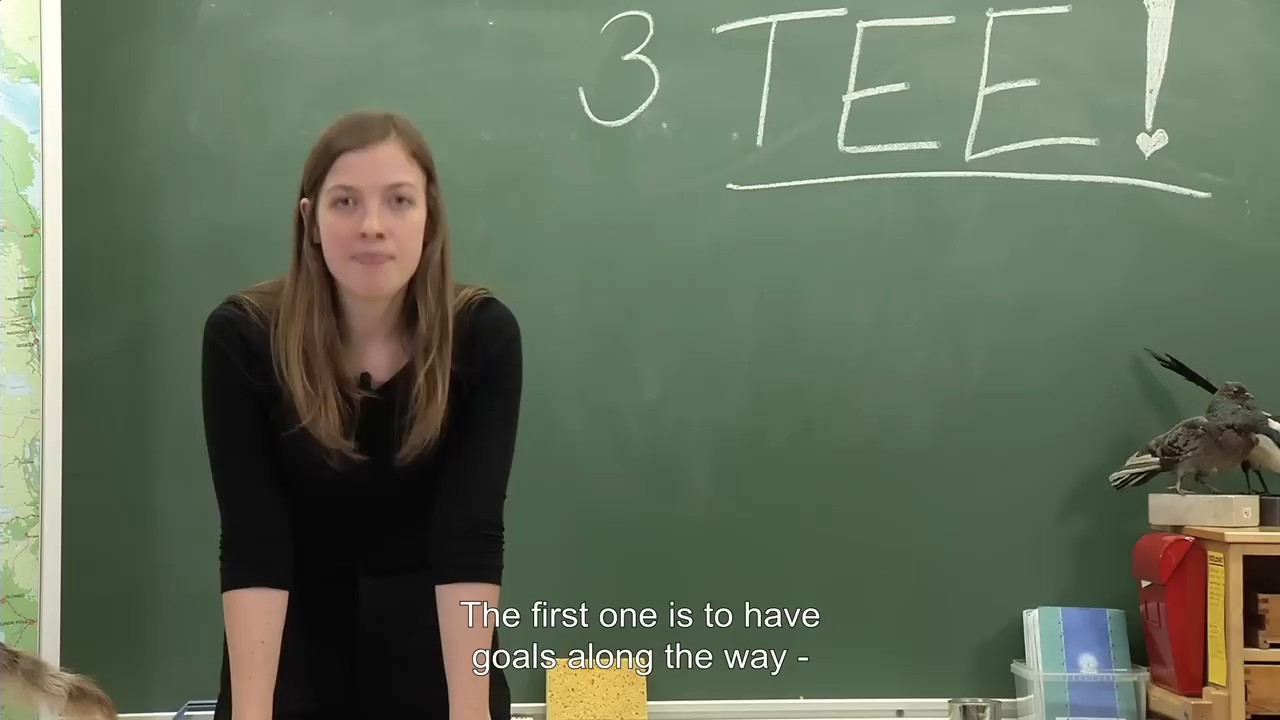 3 TEE!
The first one is to have
goals along the way -